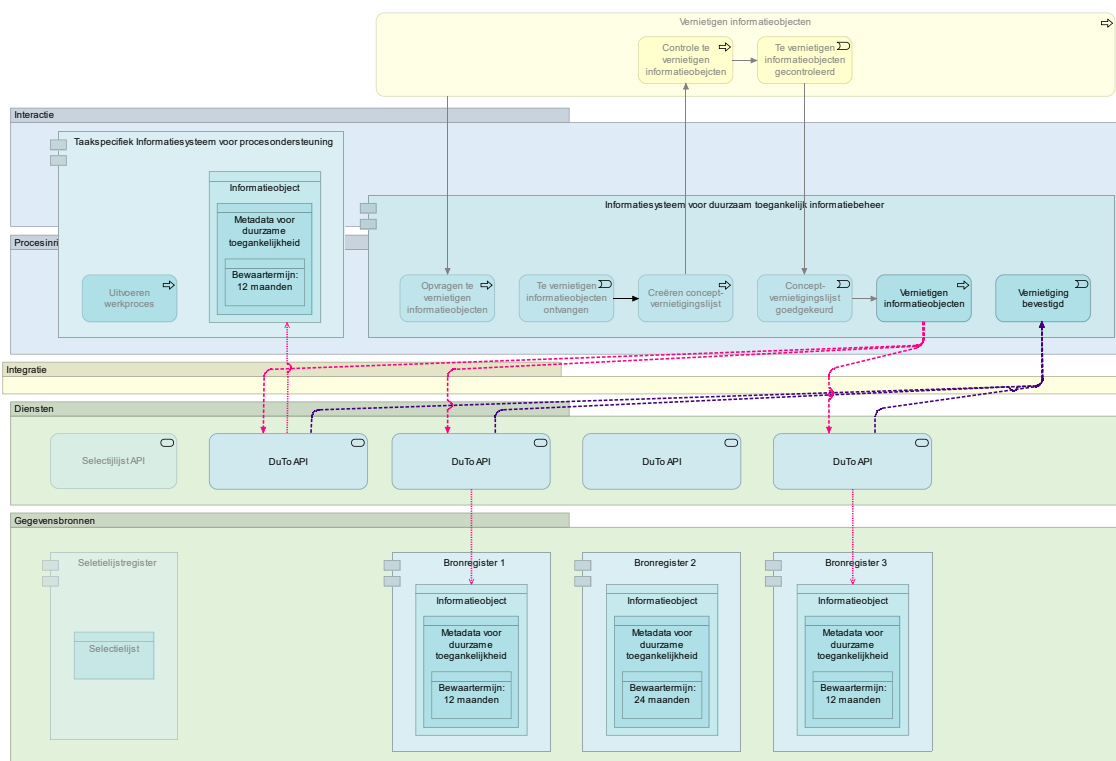 Vernietigen informatieobjecten
Controle te
vernietigen
informatieobejcten
Te vernietigen
informatieobjecten
gecontroleerd
Interactie
Taakspecifiek Informatiesysteem voor procesondersteuning
Informatieobject
Metadata voor
duurzame
toegankelijkheid
Bewaartermijn:
12 maanden
Informatiesysteem voor duurzaam toegankelijk informatiebeheer
Procesinri
Uitvoeren
werkproces
Opvragen te
vernietigen
informatieobjecten
Te vernietigen
informatieobjecten
ontvangen
Creëren concept-
vernietigingslijst
Concept-
vernietigingslijst
goedgekeurd
Vernietigen
informatieobjecten
Vernietiging
bevestigd
Integratie
Diensten
Selectijlijst API
DuTo API
DuTo API
DuTo API
DuTo API
Gegevensbronnen
Seletielijstregister
Selectielijst
Bronregister 1
Informatieobject
Metadata voor
duurzame
toegankelijkheid
Bewaartermijn:
12 maanden
Bronregister 2
Informatieobject
Metadata voor
duurzame
toegankelijkheid
Bewaartermijn:
24 maanden
Bronregister 3
Informatieobject
Metadata voor
duurzame
toegankelijkheid
Bewaartermijn:
12 maanden